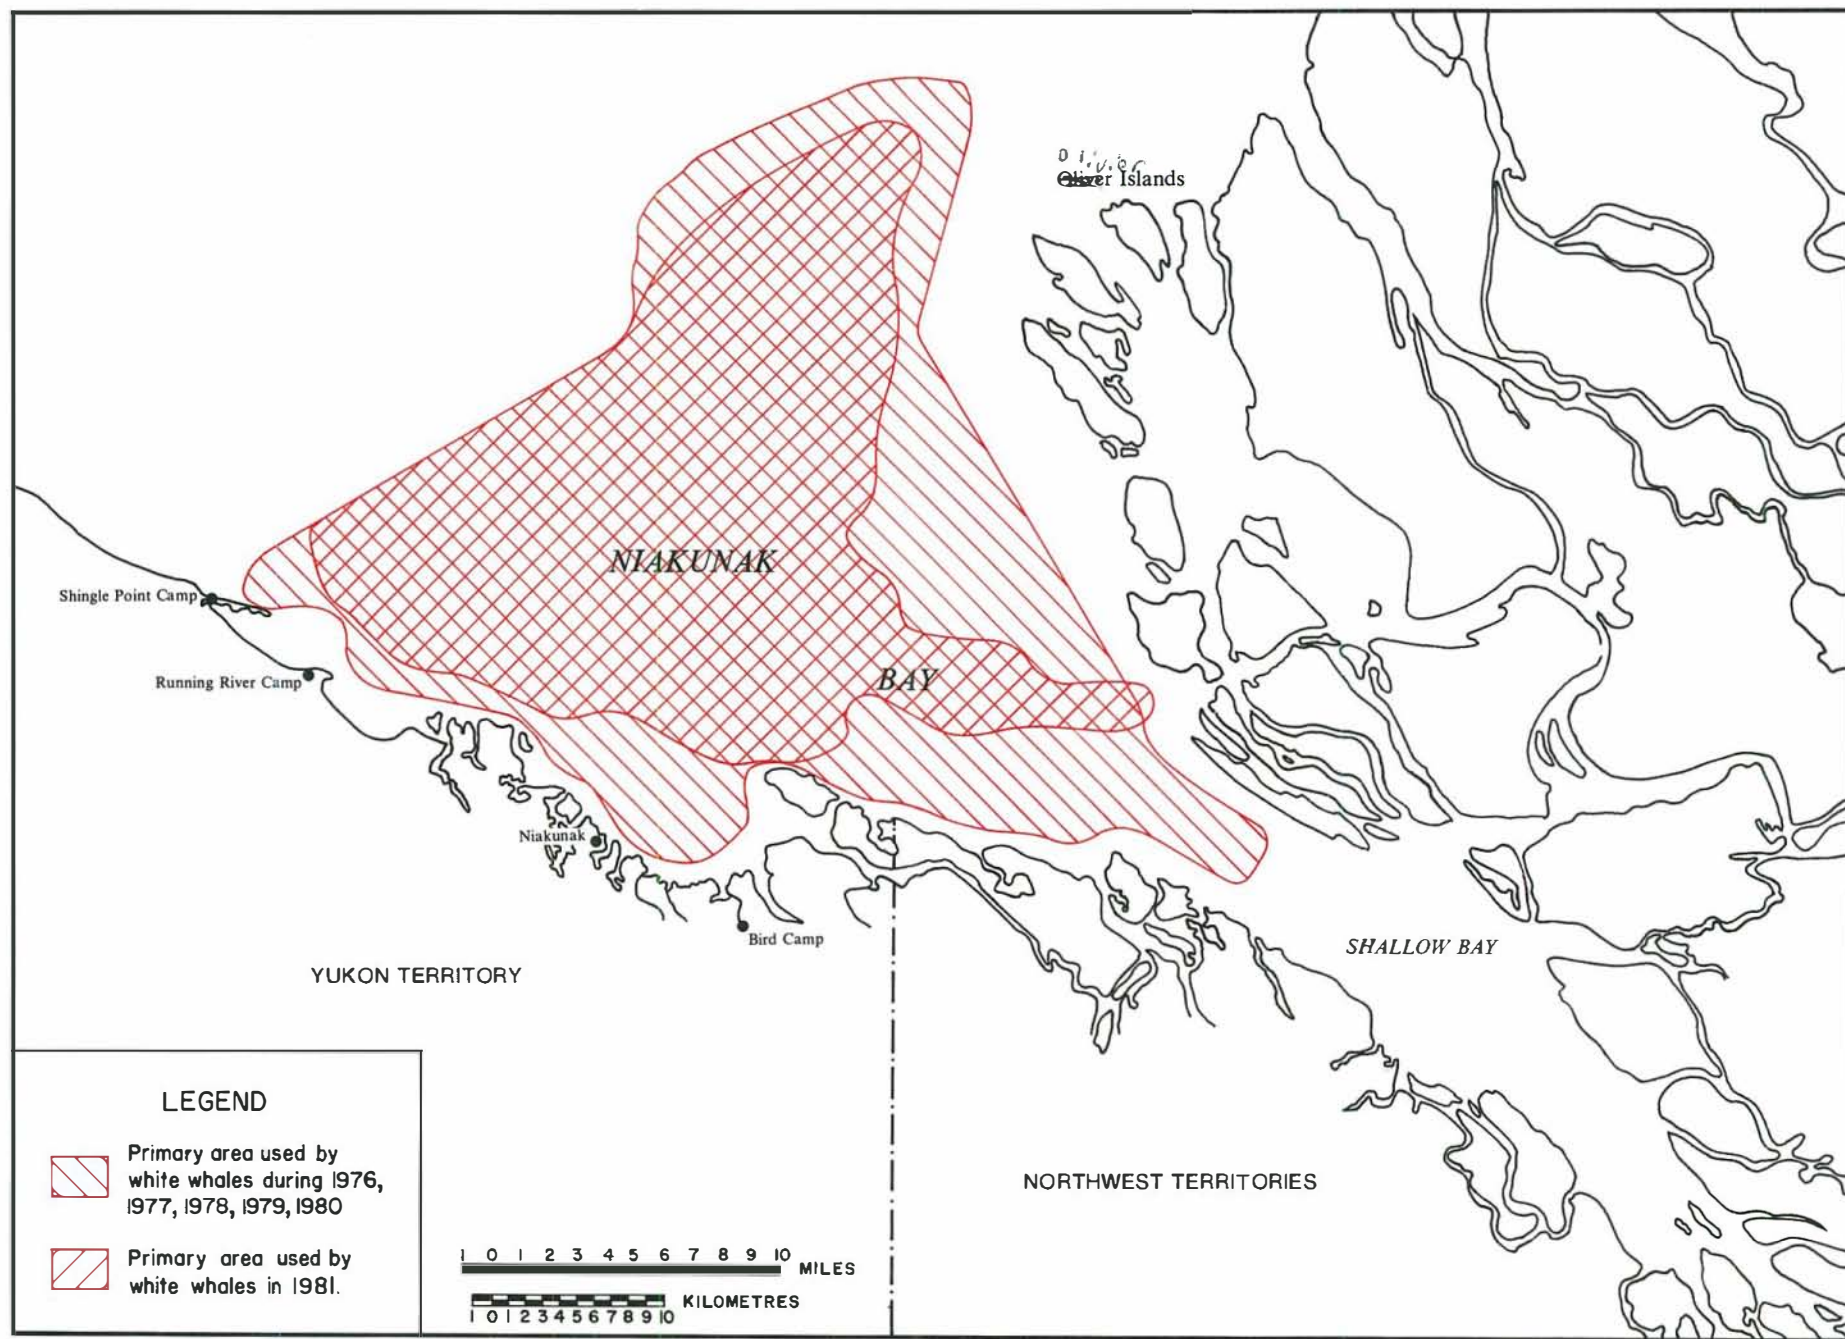 Oliver Islands
NIAKUNAK
BAY
Shingle Point Camp
Running River Camp
Niakunak
Bird Camp
SHALLOW BAY
YUKON TERRITORY
NORTHWEST TERRITORIES
LEGEND
Primary area used by
white whales during 1976,
1977, 1978, 1979, 1980
Primary area used by
white whales in 1981.
1 0 1 2 3 4 5 6 7 8 9 10
MILES
KILOMETRES
1 0 1 2 3 4 5 6 7 8 9 10